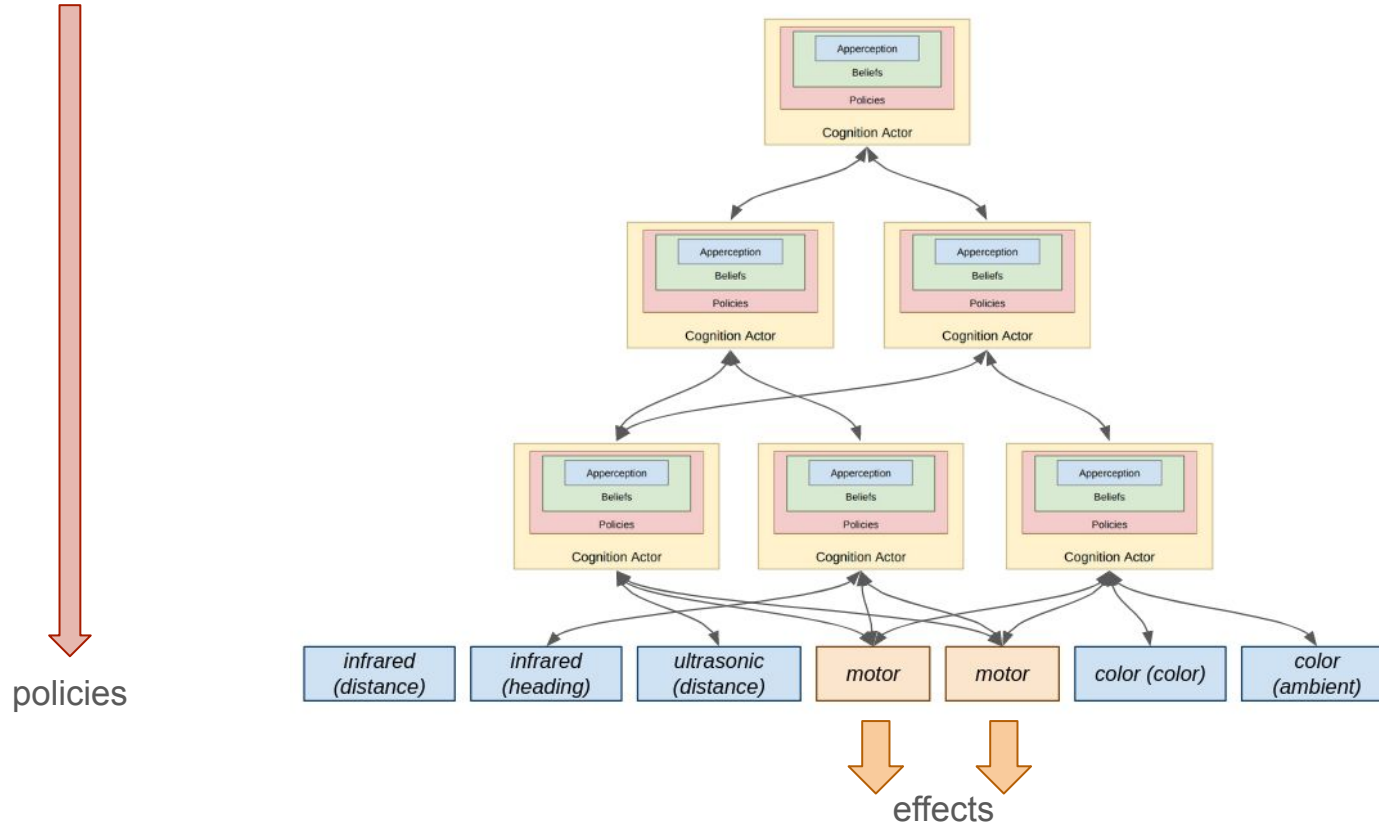 Apperception
Beliefs
Policies
Cognition Actor
Apperception
Beliefs
Policies
Cognition Actor
Apperception
Beliefs
Policies
Cognition Actor
Apperception
Beliefs
Policies
Cognition Actor
Apperception
Beliefs
Policies
Cognition Actor
Apperception
Beliefs
Policies
Cognition Actor
infrared
(distance)
infrared
(heading)
ultrasonic
(distance)
motor
motor
color (color)
color
(ambient)
policies
effects